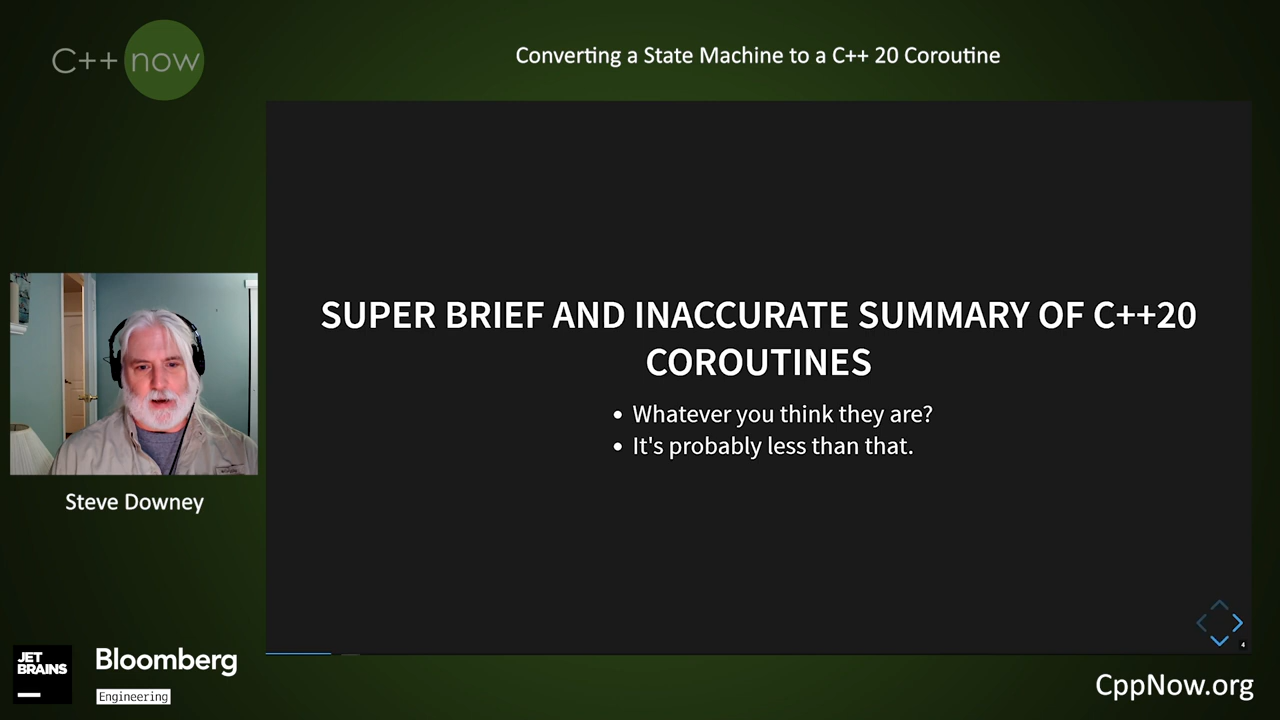 C++ now
Converting a State Machine to a C++ 20 Coroutine
SUPER BRIEF AND INACCURATE SUMMARY OF C++20
COROUTINES
• Whatever you think they are?
• It's probably less than that.
Steve Downey
4
JET
BRAINS
Bloomberg
Engineering
CppNow.org